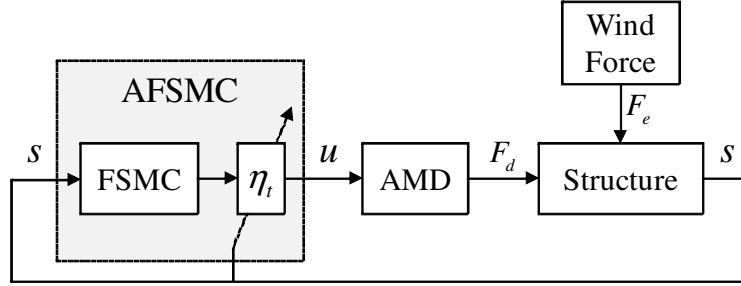 Wind
Force
AFSMC
F_e
s
FSMC
η_t
u
AMD
F_d
Structure
s